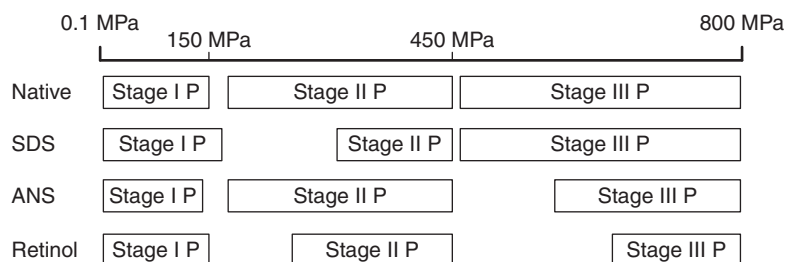 0.1 MPa 150 MPa 450 MPa 800 MPa
Native Stage I P Stage II P Stage III P
SDS Stage I P Stage II P Stage III P
ANS Stage I P Stage II P Stage III P
Retinol Stage I P Stage II P Stage III P